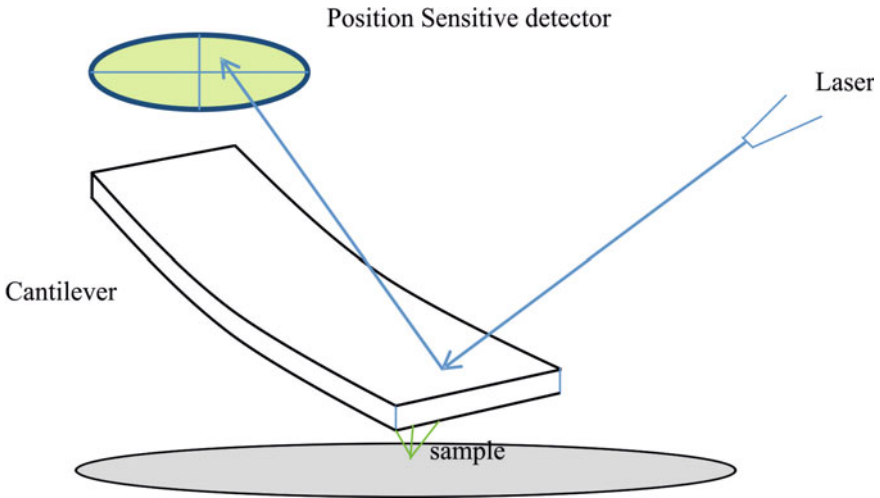 Position Sensitive detector
Laser
Cantilever
sample